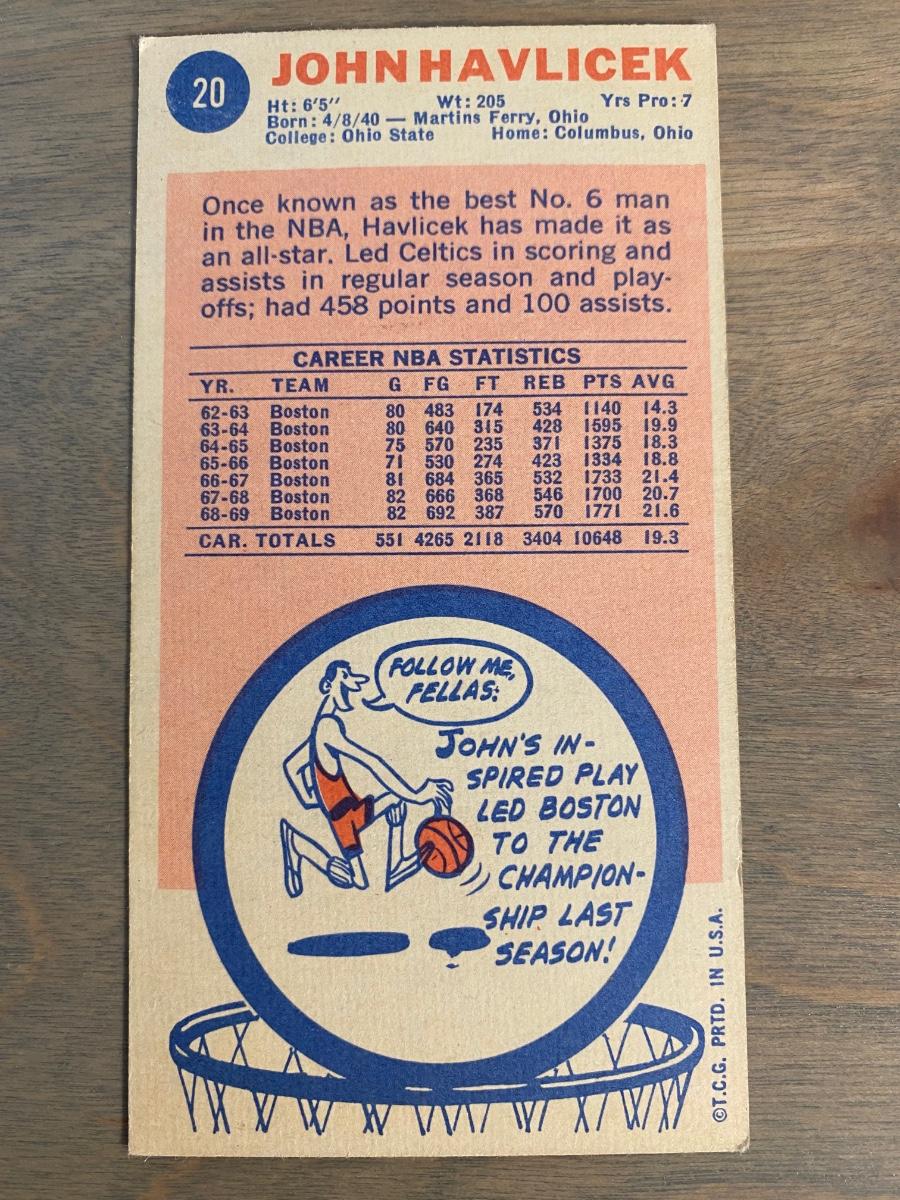 20
JOHN HAVLICEK
Ht: 6'5" Wt: 205 Yrs Pro: 7
Born: 4/8/40 — Martins Ferry, Ohio
College: Ohio State Home: Columbus, Ohio
Once known as the best No. 6 man
in the NBA, Havlicek has made it as
an all-star. Led Celtics in scoring and
assists in regular season and play-
offs; had 458 points and 100 assists.
CAREER NBA STATISTICS
YR. TEAM G FG FT REB PTS AVG
62-63 Boston 80 483 174 534 1140 14.3
63-64 Boston 80 640 315 428 1595 19.9
64-65 Boston 75 570 235 371 1375 18.3
65-66 Boston 71 530 274 423 1334 18.8
66-67 Boston 81 684 365 532 1733 21.4
67-68 Boston 82 666 368 546 1700 20.7
68-69 Boston 82 692 387 570 1771 21.6
CAR. TOTALS 551 4265 2118 3404 10648 19.3
FOLLOW ME,
FELLAS:
JOHN'S IN-
SPIRED PLAY
LED BOSTON
TO THE
CHAMPION-
SHIP LAST
SEASON!
©T.C.G. PRTD. IN U.S.A.